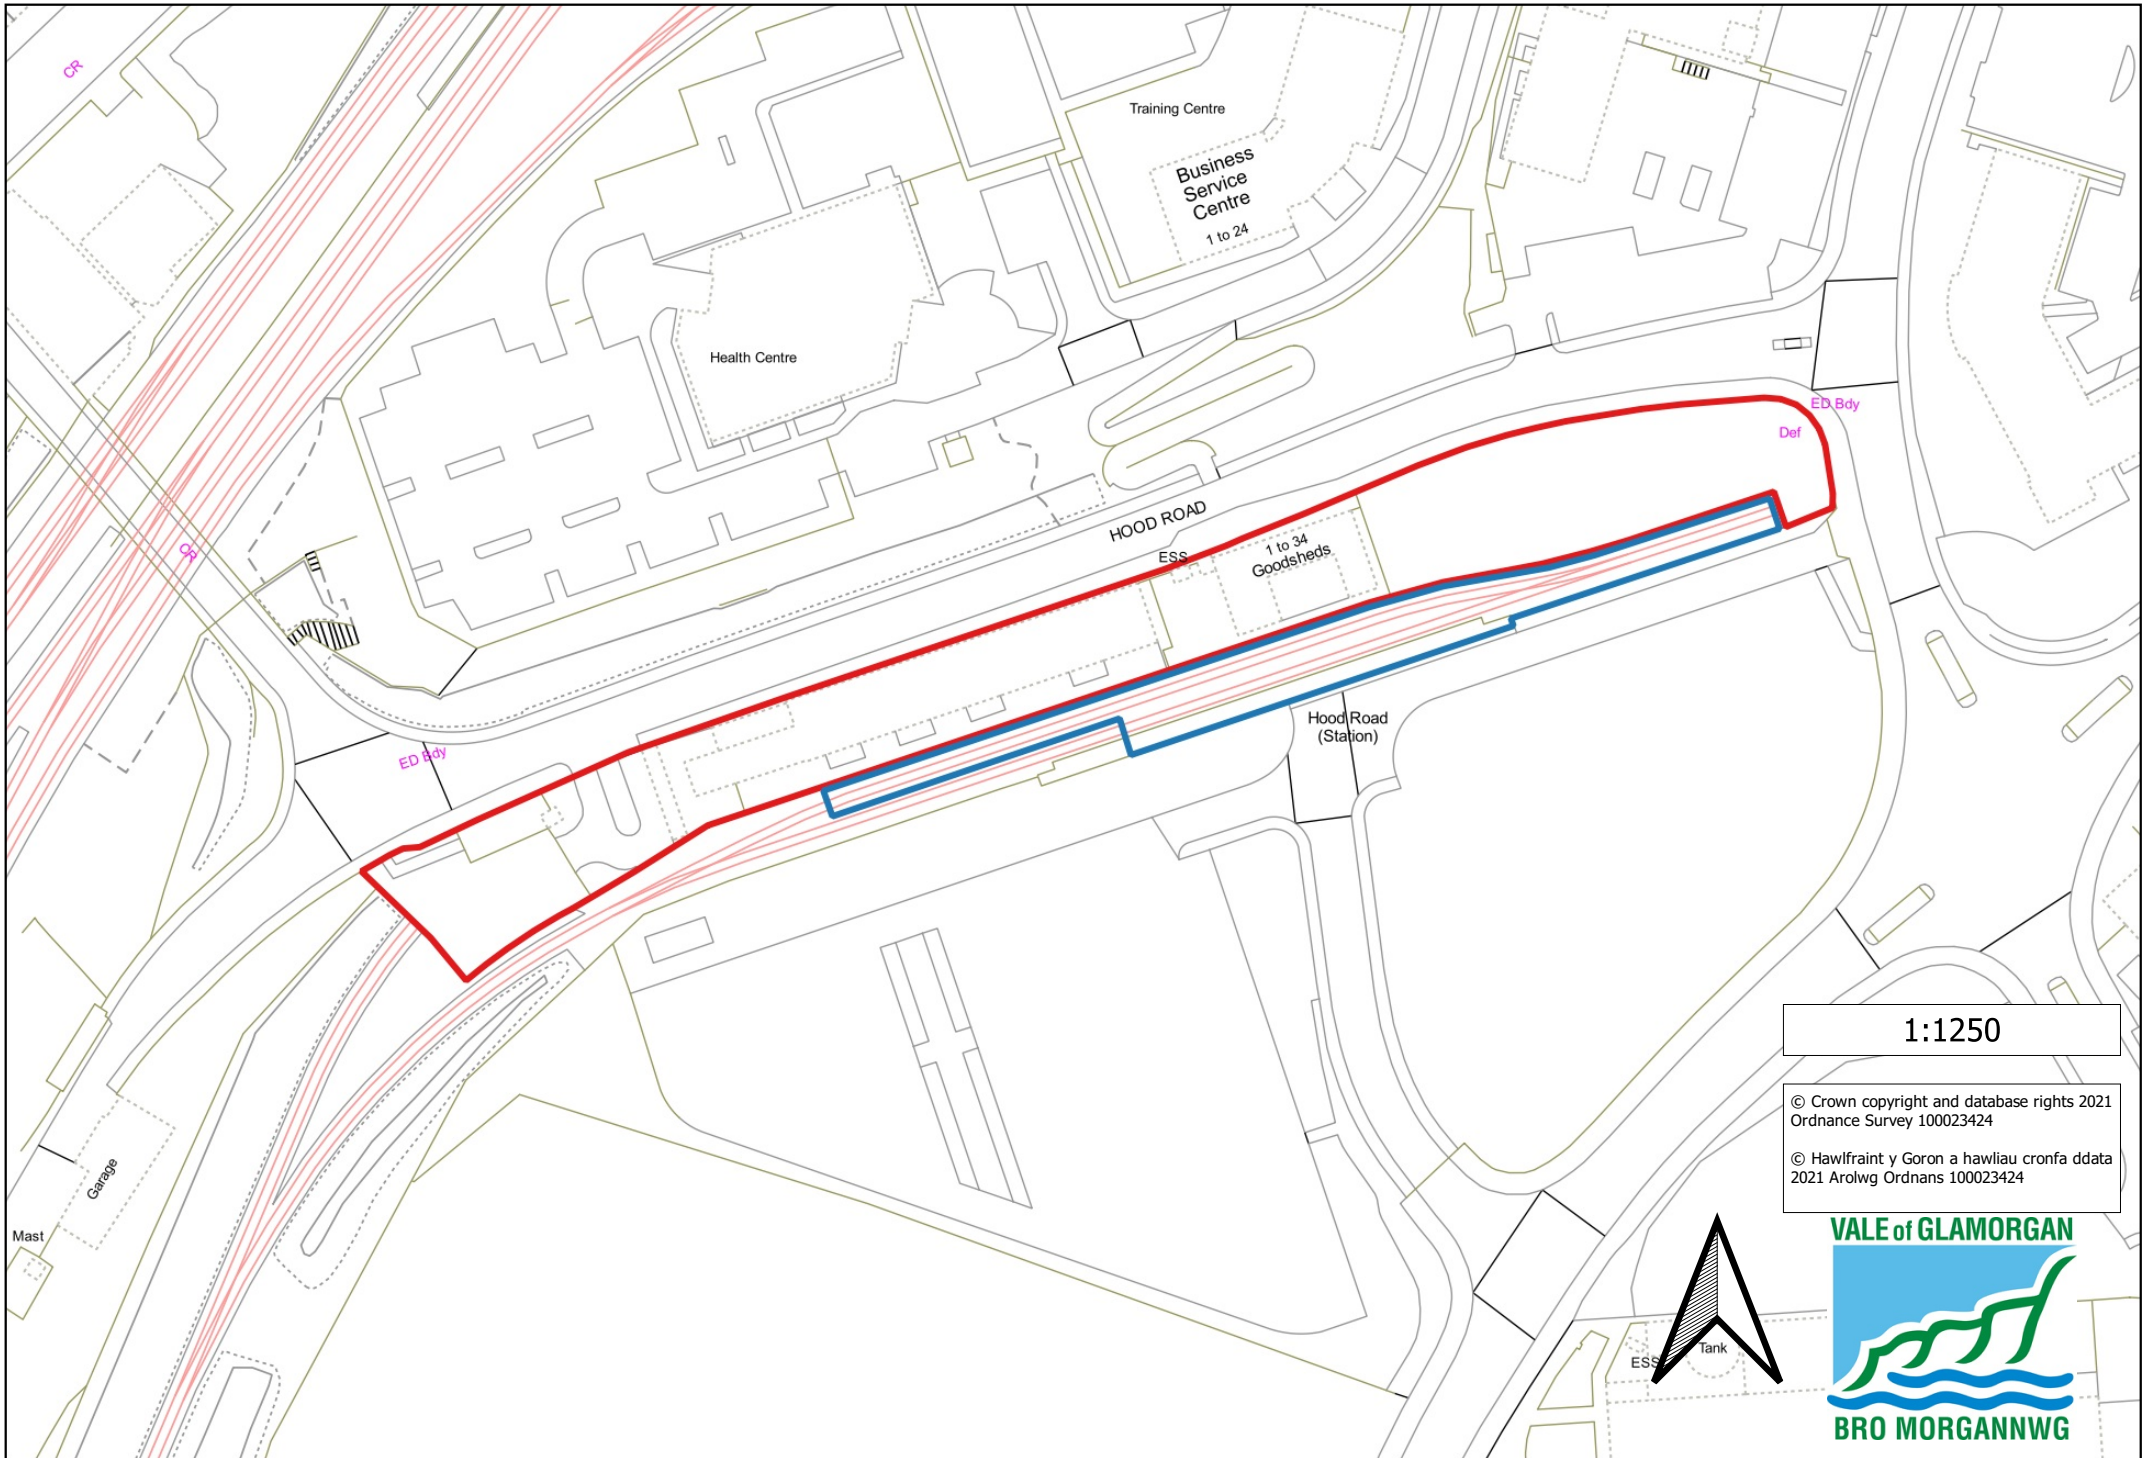 CR
Training Centre
Business
Service
Centre
1 to 24
Health Centre
ED Bdy
Def
HOOD ROAD
ESS
1 to 34
Goodsheds
CR
Hood Road
(Station)
ED Bdy
1:1250
© Crown copyright and database rights 2021
Ordnance Survey 100023424
© Hawlfraint y Goron a hawliau cronfa ddata
2021 Arolwg Ordnans 100023424
Garage
Mast
VALE of GLAMORGAN
Tank
ESS
BRO MORGANNWG